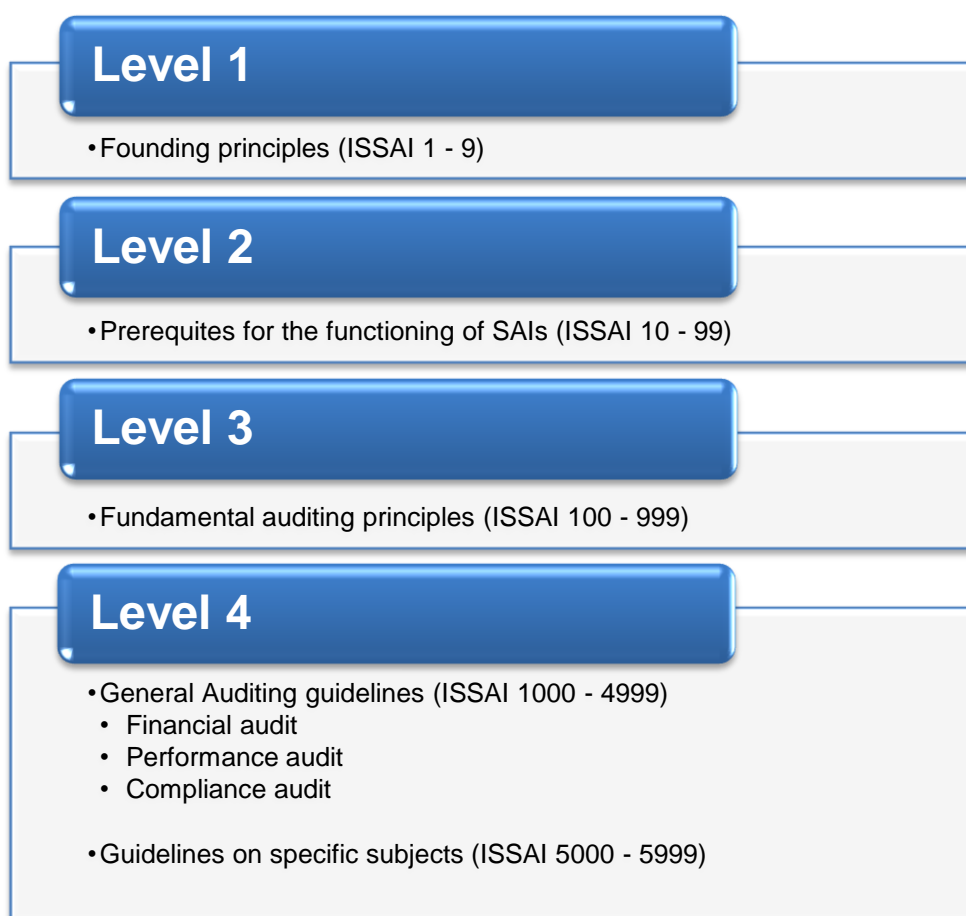 Level 1
•Founding principles (ISSAI 1 - 9)
Level 2
•Prerequites for the functioning of SAIs (ISSAI 10 - 99)
Level 3
•Fundamental auditing principles (ISSAI 100 - 999)
Level 4
•General Auditing guidelines (ISSAI 1000 - 4999)
• Financial audit
• Performance audit
• Compliance audit
•Guidelines on specific subjects (ISSAI 5000 - 5999)